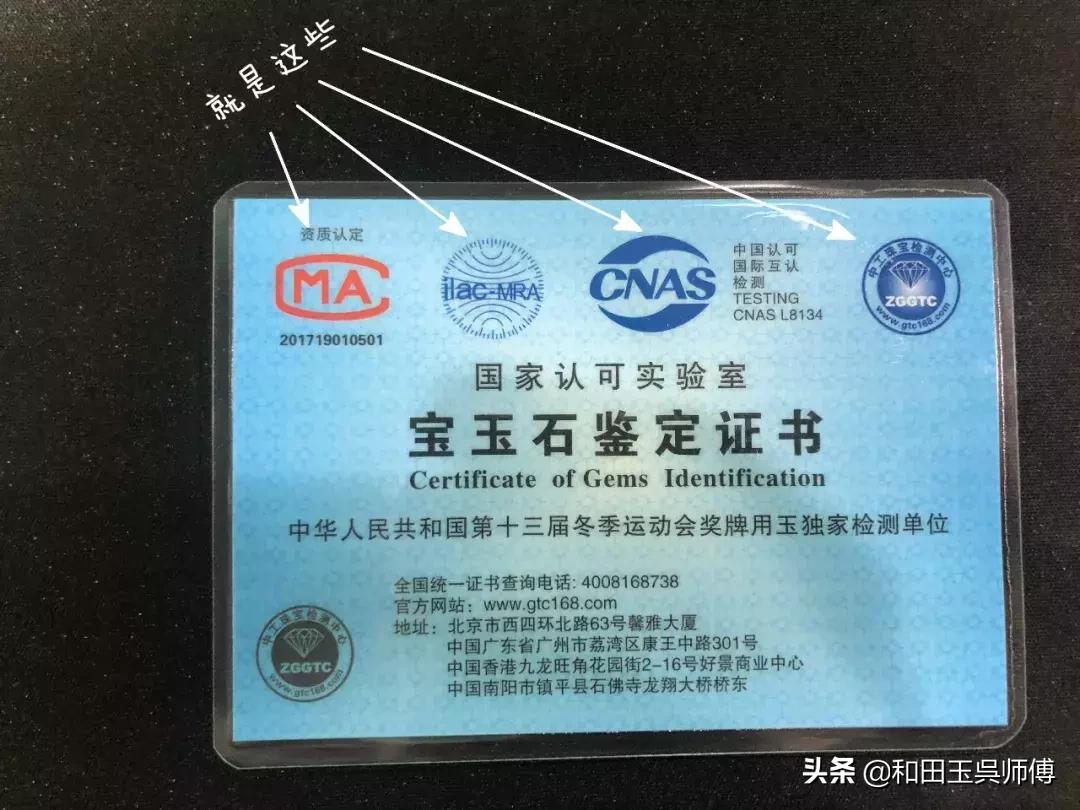 就是这些
资质认定
CMA
201719010501
ilac-MRA
CNAS
中国认可
国际互认
检测
TESTING
CNAS L8134
中工珠宝检测中心
ZGGTC
www.gtc168.com
国家认可实验室
宝玉石鉴定证书
Certificate of Gems Identification
中华人民共和国第十三届冬季运动会奖牌用玉独家检测单位
全国统一证书查询电话: 4008168738
官方网站: www.gtc168.com
地址: 北京市西四环北路63号馨雅大厦
中国广东省广州市荔湾区康王中路301号
中国香港九龙旺角花园街2-16号好景商业中心
中国南阳市镇平县石佛寺龙翔大桥桥东
中工珠宝检测中心
ZGGTC
www.gtc168.com
头条 @和田玉吳师傅